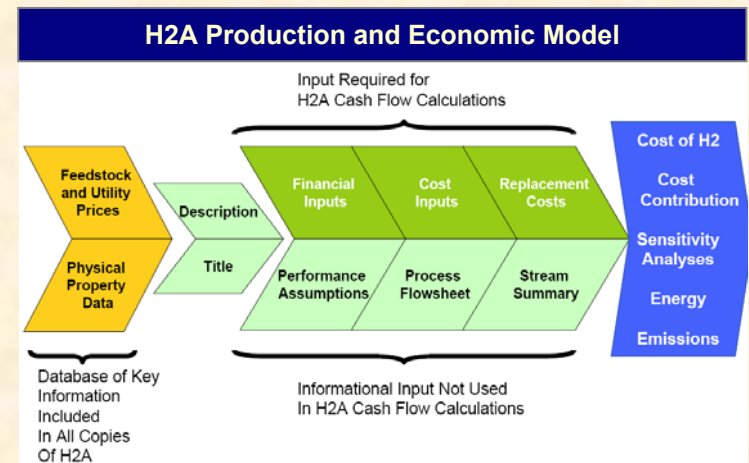 H2A Production and Economic Model
Input Required for
H2A Cash Flow Calculations
Feedstock
and Utility
Prices
Physical
Property
Data
Description
Title
Financial
Inputs
Cost
Inputs
Replacement
Costs
Performance
Assumptions
Process
Flowsheet
Stream
Summary
Cost of H2
Cost
Contribution
Sensitivity
Analyses
Energy
Emissions
Database of Key
Information
Included
In All Copies
Of H2A
Informational Input Not Used
In H2A Cash Flow Calculations